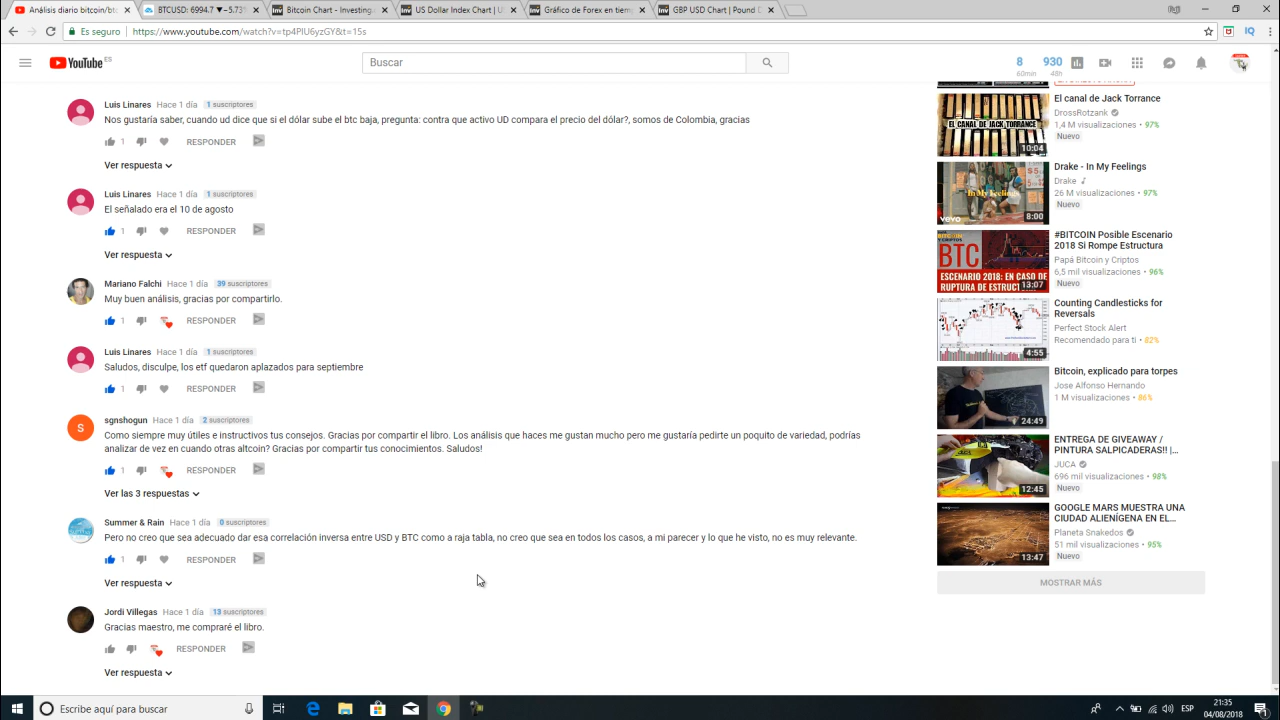 Análisis diario bitcoin/btc
BTCUSD: 6994.7 ▼−5.73%
Bitcoin Chart - Investing.c
US Dollar Index Chart | U
Gráfico de Forex en tiemp
GBP USD Chart | Pound D
Es seguro
https://www.youtube.com/watch?v=tp4PlU6yzGY&t=15s
YouTube ES
Buscar
8
60min
930
48h
Luis Linares Hace 1 día 1 suscriptores
Nos gustaría saber, cuando ud dice que si el dólar sube el btc baja,pregunta: contra que activo UD compara el precio del dólar?, somos de Colombia, gracias
1 RESPONDER
Ver respuesta
Luis Linares Hace 1 día 1 suscriptores
El señalado era el 10 de agosto
1 RESPONDER
Ver respuesta
Mariano Falchi Hace 1 día 39 suscriptores
Muy buen análisis, gracias por compartirlo.
1 RESPONDER
Luis Linares Hace 1 día 1 suscriptores
Saludos, disculpe, los etf quedaron aplazados para septiembre
1 RESPONDER
S
sgnshogun Hace 1 día 2 suscriptores
Como siempre muy útiles e instructivos tus consejos. Gracias por compartir el libro. Los análisis que haces me gustan mucho pero me gustaría pedirte un poquito de variedad, podrías
analizar de vez en cuando otras altcoin? Gracias por compartir tus conocimientos. Saludos!
1 RESPONDER
Ver las 3 respuestas
Summer & Rain Hace 1 día 0 suscriptores
Pero no creo que sea adecuado dar esa correlación inversa entre USD y BTC como a raja tabla, no creo que sea en todos los casos, a mi parecer y lo que he visto, no es muy relevante.
1 RESPONDER
Ver respuesta
Jordi Villegas Hace 1 día 13 suscriptores
Gracias maestro, me compraré el libro.
RESPONDER
Ver respuesta
EL CANAL DE JACK TORRANCE
10:04
El canal de Jack Torrance
DrossRotzank
1,4 M visualizaciones • 97%
Nuevo
In My Feelings
vevo
8:00
Drake - In My Feelings
Drake
26 M visualizaciones • 97%
Nuevo
BITCOIN Y CRIPTOS
BTC
ESCENARIO 2018: EN CASO DE
RUPTURA DE ESTRUCT
13:07
#BITCOIN Posible Escenario
2018 Si Rompe Estructura
Papá Bitcoin y Criptos
6,5 mil visualizaciones • 96%
Nuevo
4:55
Counting Candlesticks for
Reversals
Perfect Stock Alert
Recomendado para ti • 82%
24:49
Bitcoin, explicado para torpes
Jose Alfonso Hernando
1 M visualizaciones • 86%
12:45
ENTREGA DE GIVEAWAY /
PINTURA SALPICADERAS!! |...
JUCA
696 mil visualizaciones • 98%
Nuevo
13:47
GOOGLE MARS MUESTRA UNA
CIUDAD ALIENÍGENA EN EL...
Planeta Snakedos
51 mil visualizaciones • 95%
Nuevo
MOSTRAR MÁS
Escribe aquí para buscar
ESP
21:35
04/08/2018